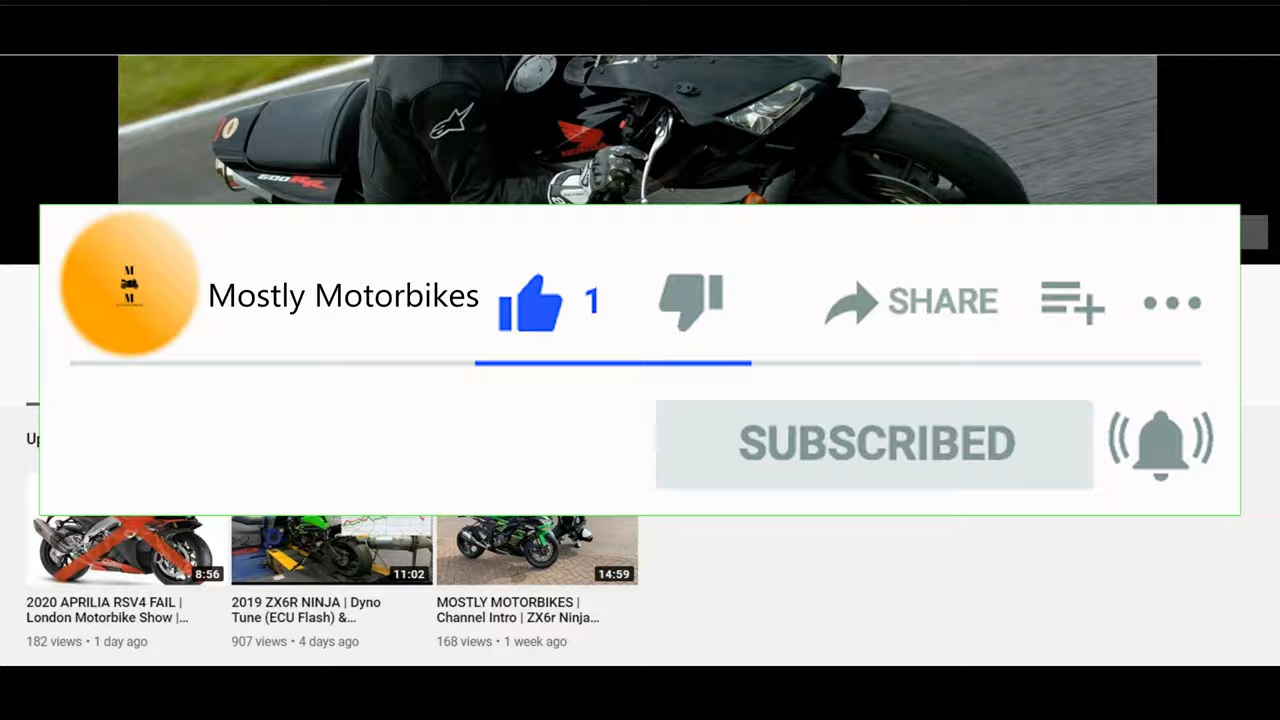 600RR
HONDA
M
M
Mostly Motorbikes
1
SHARE
SUBSCRIBED
Up
8:56
11:02
14:59
2020 APRILIA RSV4 FAIL |
London Motorbike Show |...
182 views • 1 day ago
2019 ZX6R NINJA | Dyno
Tune (ECU Flash) &...
907 views • 4 days ago
MOSTLY MOTORBIKES |
Channel Intro | ZX6r Ninja...
168 views • 1 week ago